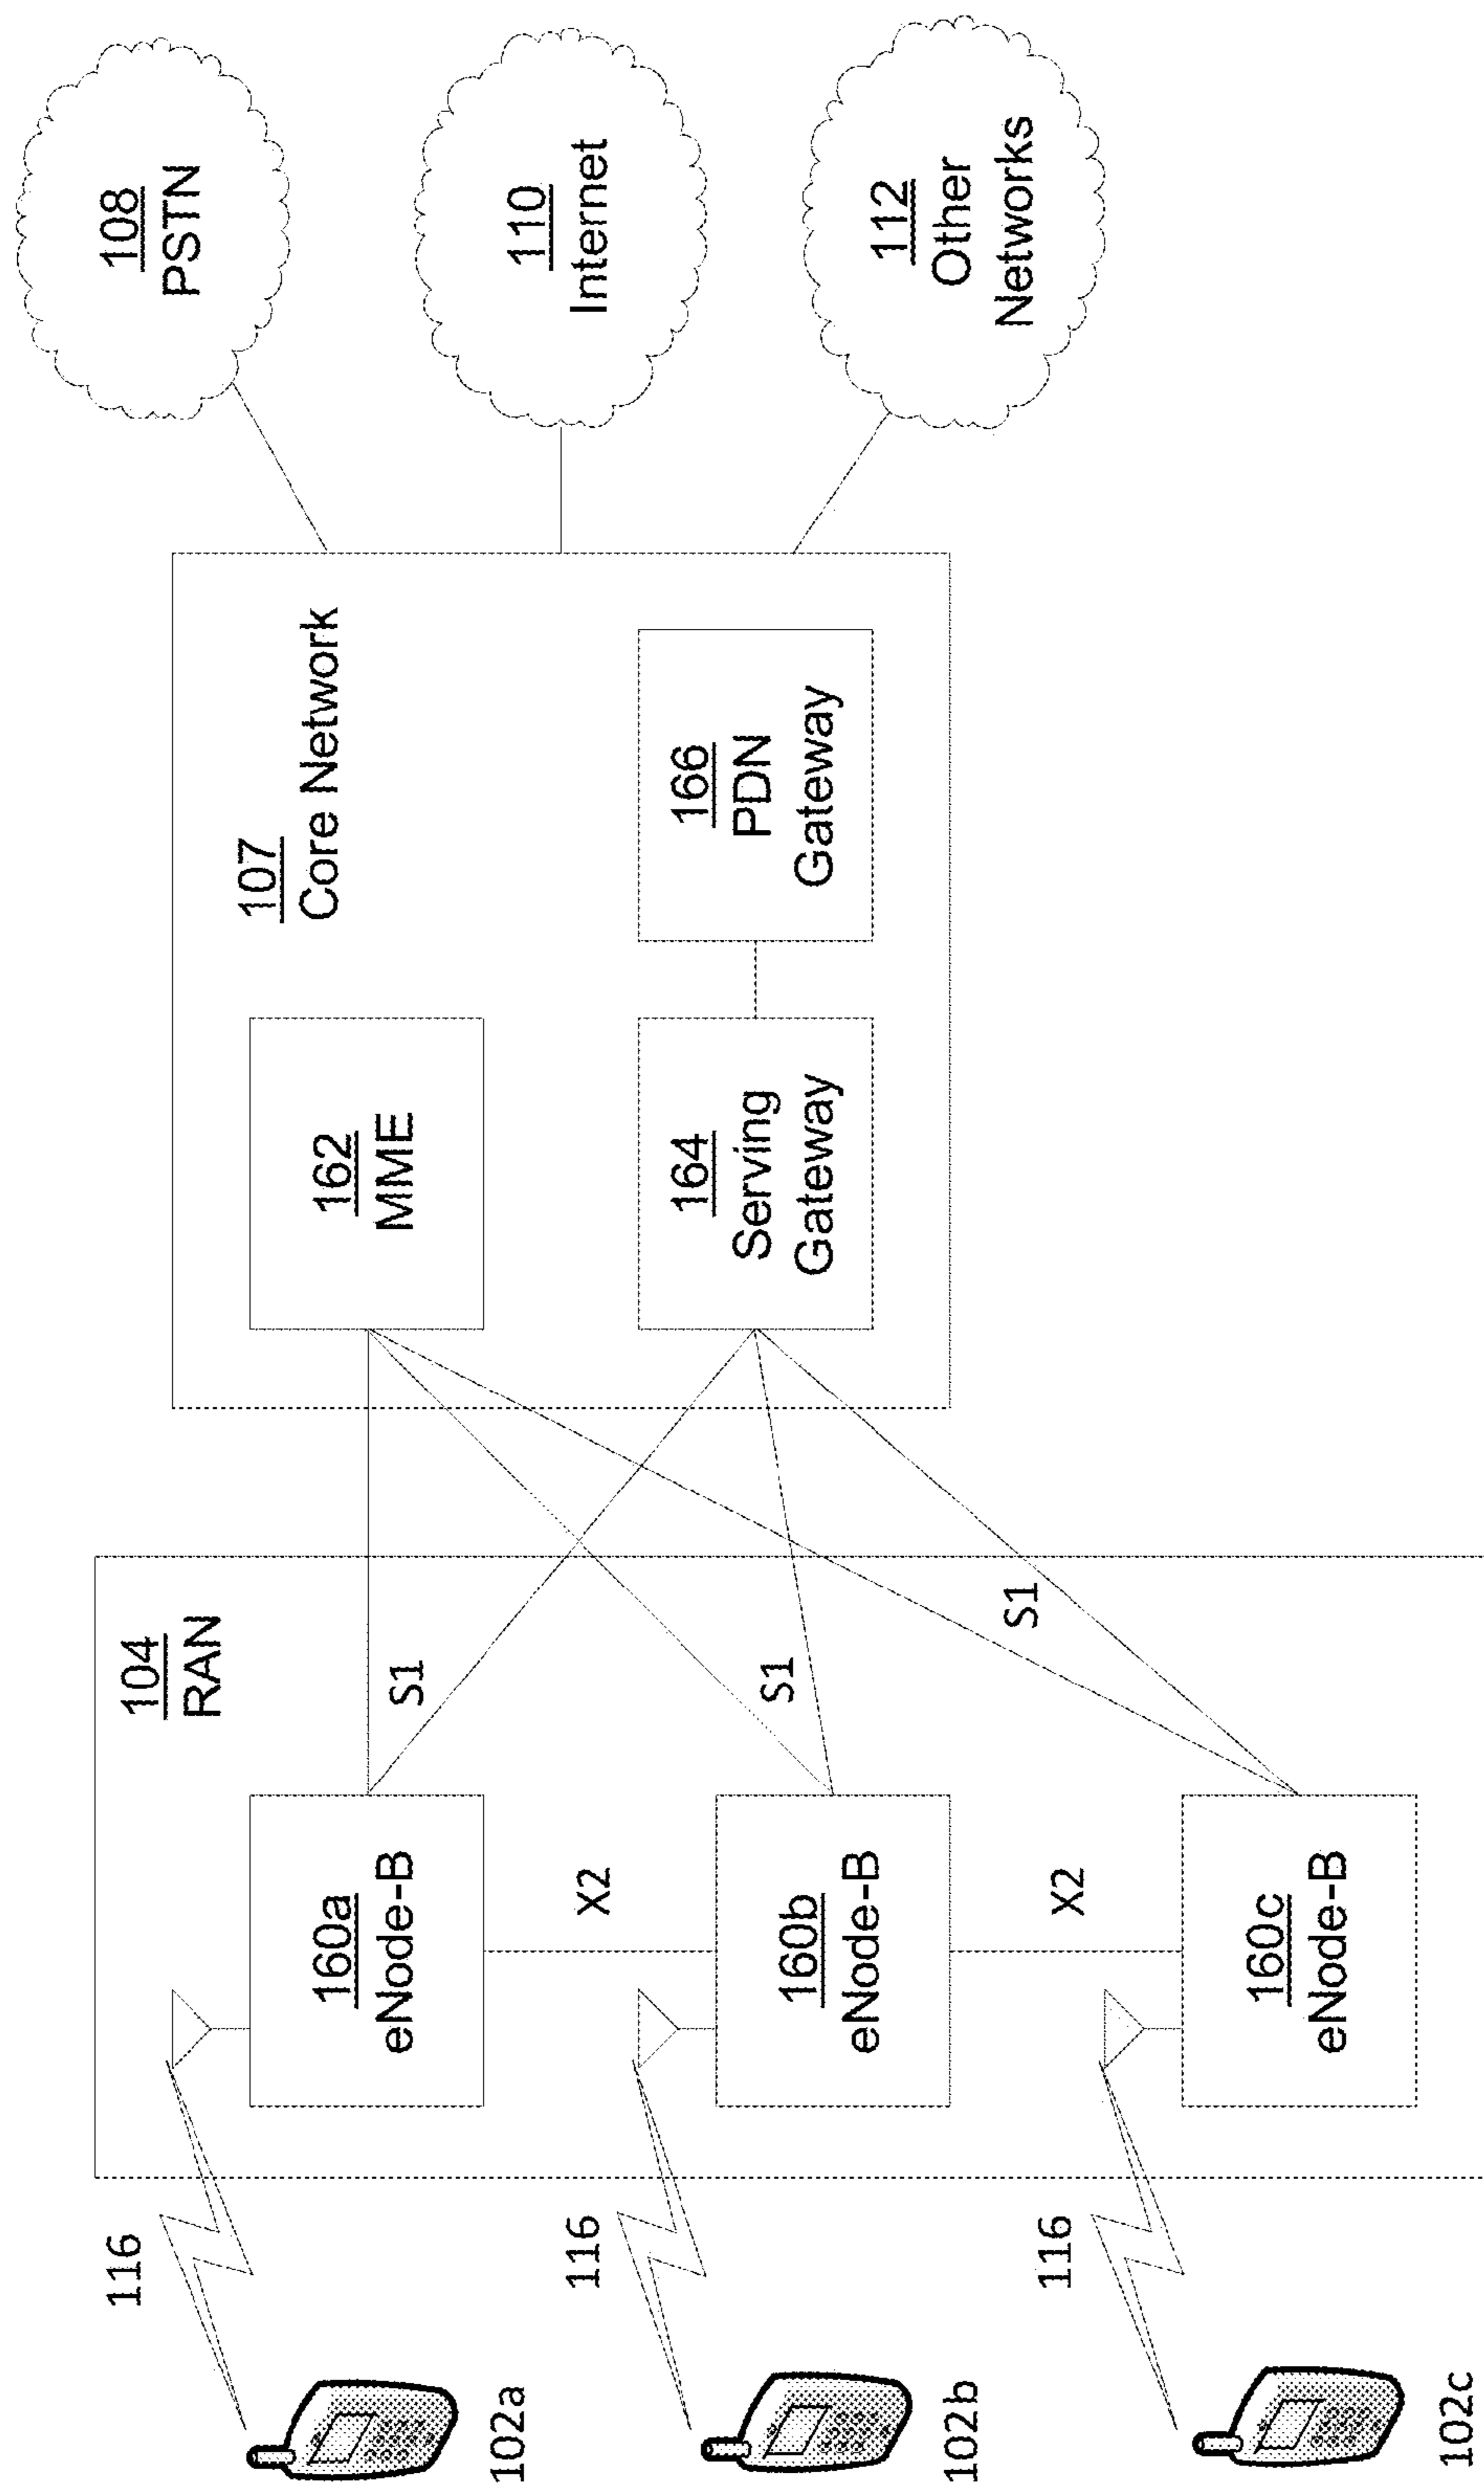 102a
116
104
RAN
160a
eNode-B
S1
X2
102b
116
160b
eNode-B
S1
X2
102c
116
160c
eNode-B
S1
107
Core Network
162
MME
164
Serving
Gateway
166
PDN
Gateway
108
PSTN
110
Internet
112
Other
Networks